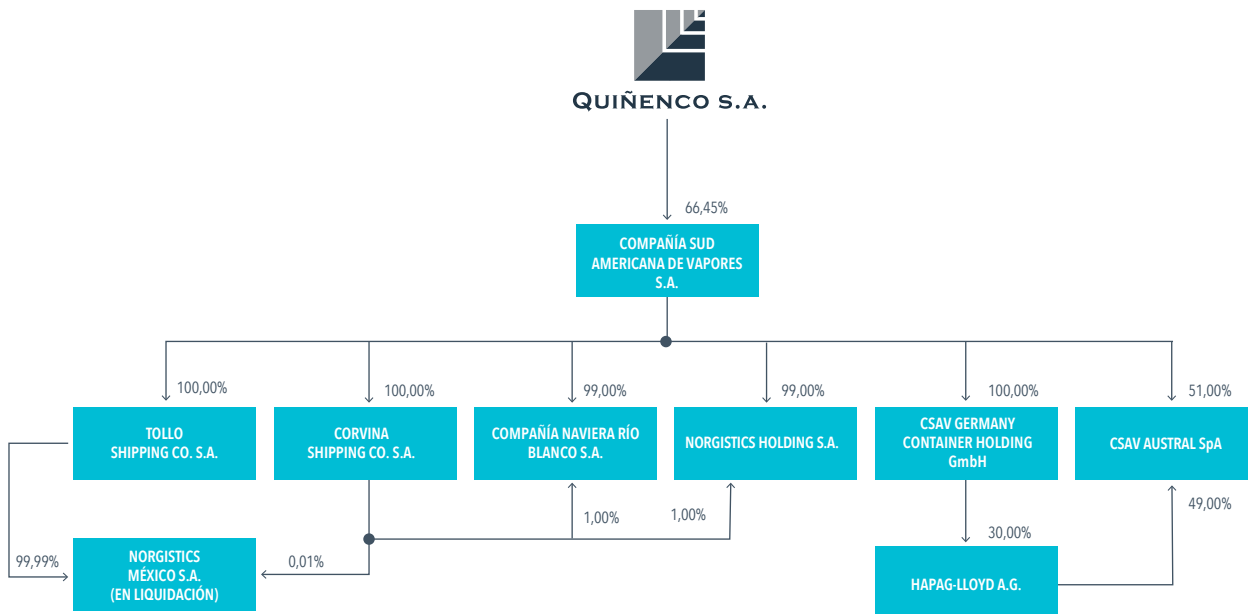 QUIÑENCO S.A.
66,45%
COMPAÑÍA SUD
AMERICANA DE VAPORES
S.A.
100,00%
100,00%
99,00%
99,00%
100,00%
51,00%
TOLLO
SHIPPING CO. S.A.
CORVINA
SHIPPING CO. S.A.
COMPAÑÍA NAVIERA RÍO
BLANCO S.A.
NORGISTICS HOLDING S.A.
CSAV GERMANY
CONTAINER HOLDING
GmbH
CSAV AUSTRAL SpA
1,00%
1,00%
49,00%
30,00%
99,99%
0,01%
NORGISTICS
MÉXICO S.A.
(EN LIQUIDACIÓN)
HAPAG-LLOYD A.G.